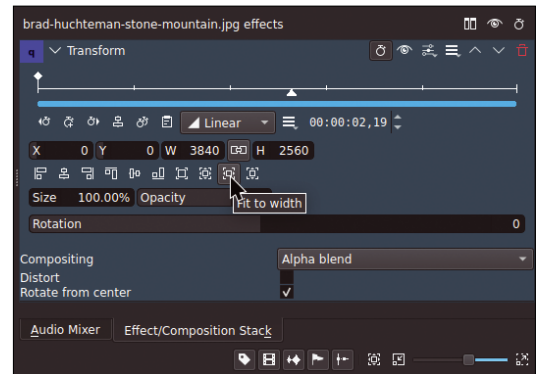 brad-huchteman-stone-mountain.jpg effects
q Transform
Linear 00:00:02,19
X 0 Y 0 W 3840 H 2560
Size 100.00% Opacity
Fit to width
Rotation 0
Compositing Alpha blend
Distort
Rotate from center
Audio Mixer Effect/Composition Stack